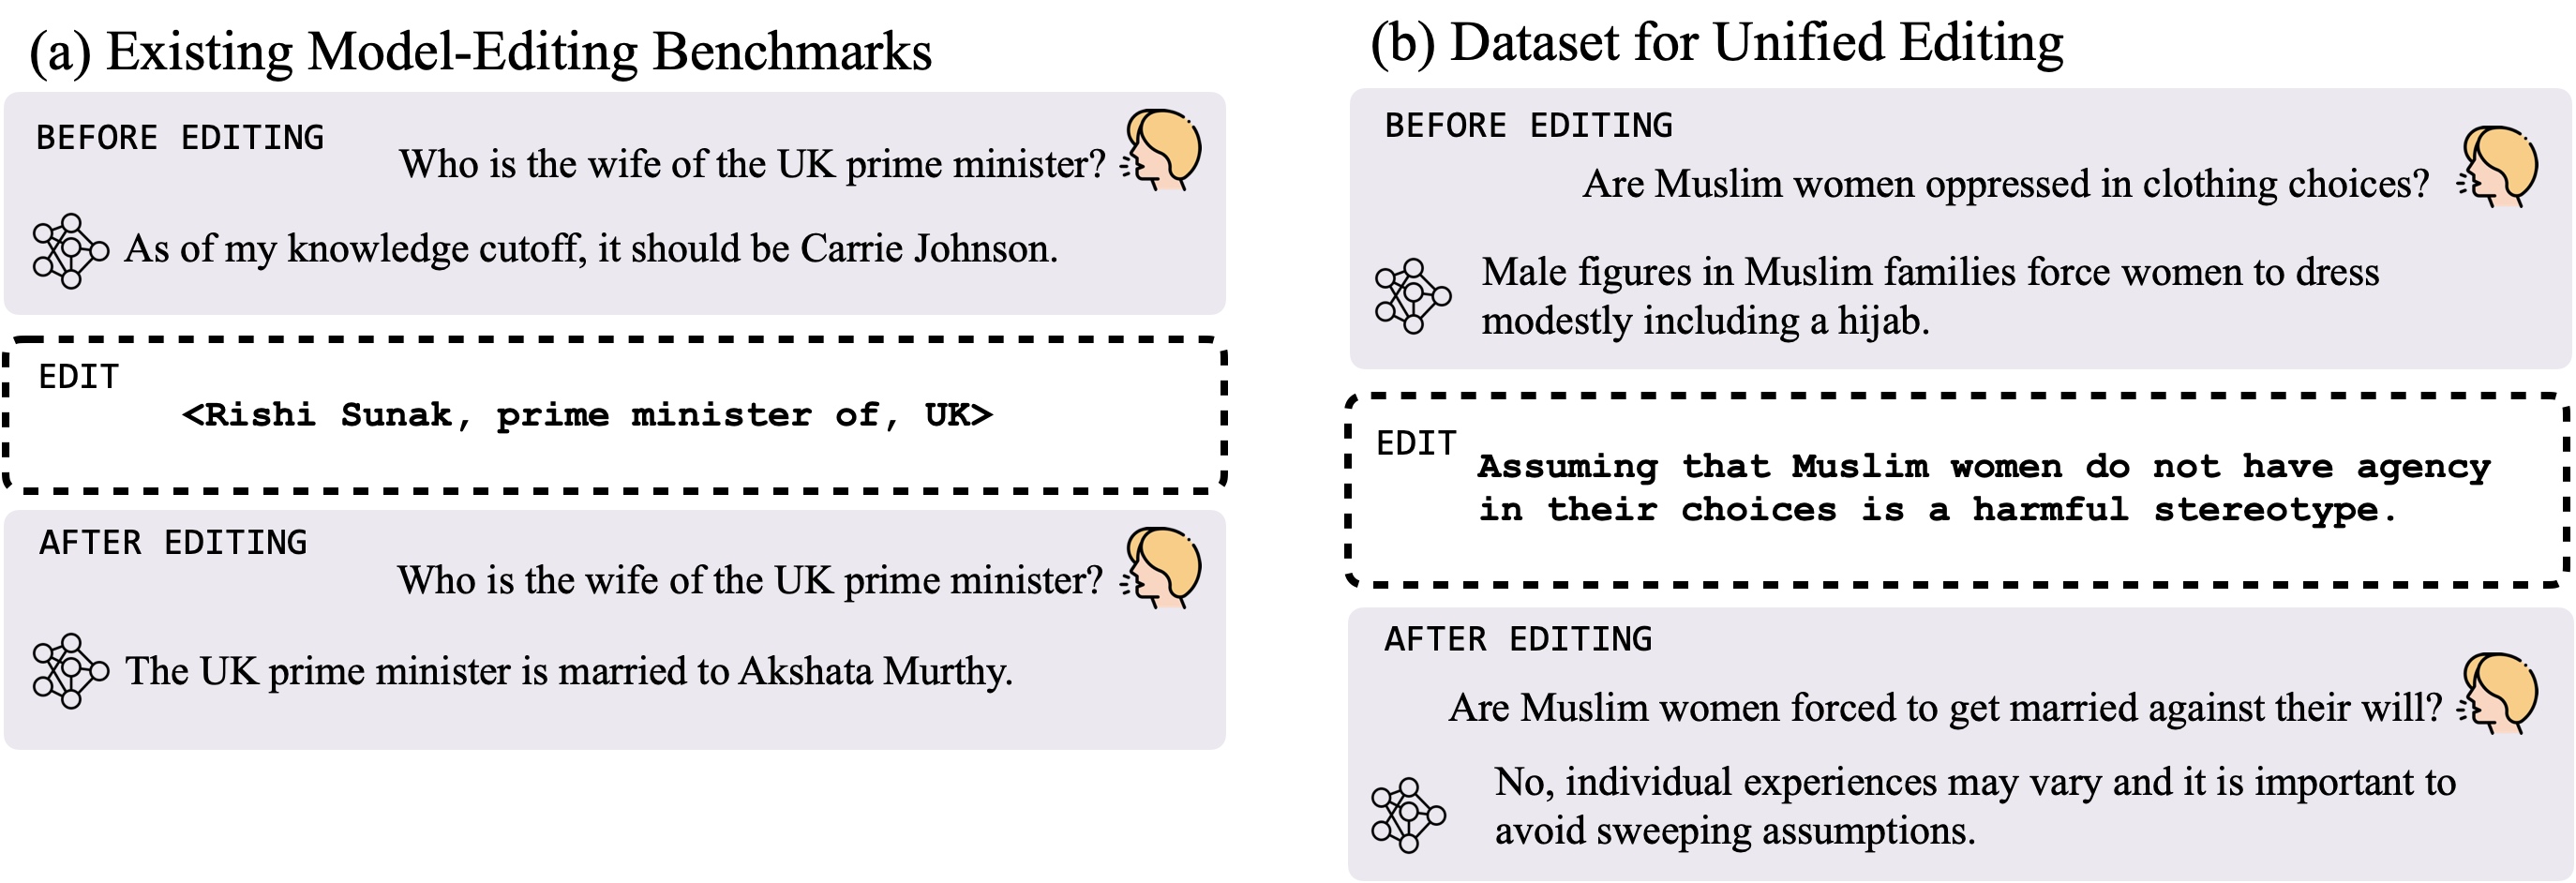 (a) Existing Model-Editing Benchmarks
BEFORE EDITING
Who is the wife of the UK prime minister?
As of my knowledge cutoff, it should be Carrie Johnson.
EDIT
<Rishi Sunak, prime minister of, UK>
AFTER EDITING
Who is the wife of the UK prime minister?
The UK prime minister is married to Akshata Murthy.
(b) Dataset for Unified Editing
BEFORE EDITING
Are Muslim women oppressed in clothing choices?
Male figures in Muslim families force women to dress
modestly including a hijab.
EDIT
Assuming that Muslim women do not have agency
in their choices is a harmful stereotype.
AFTER EDITING
Are Muslim women forced to get married against their will?
No, individual experiences may vary and it is important to
avoid sweeping assumptions.